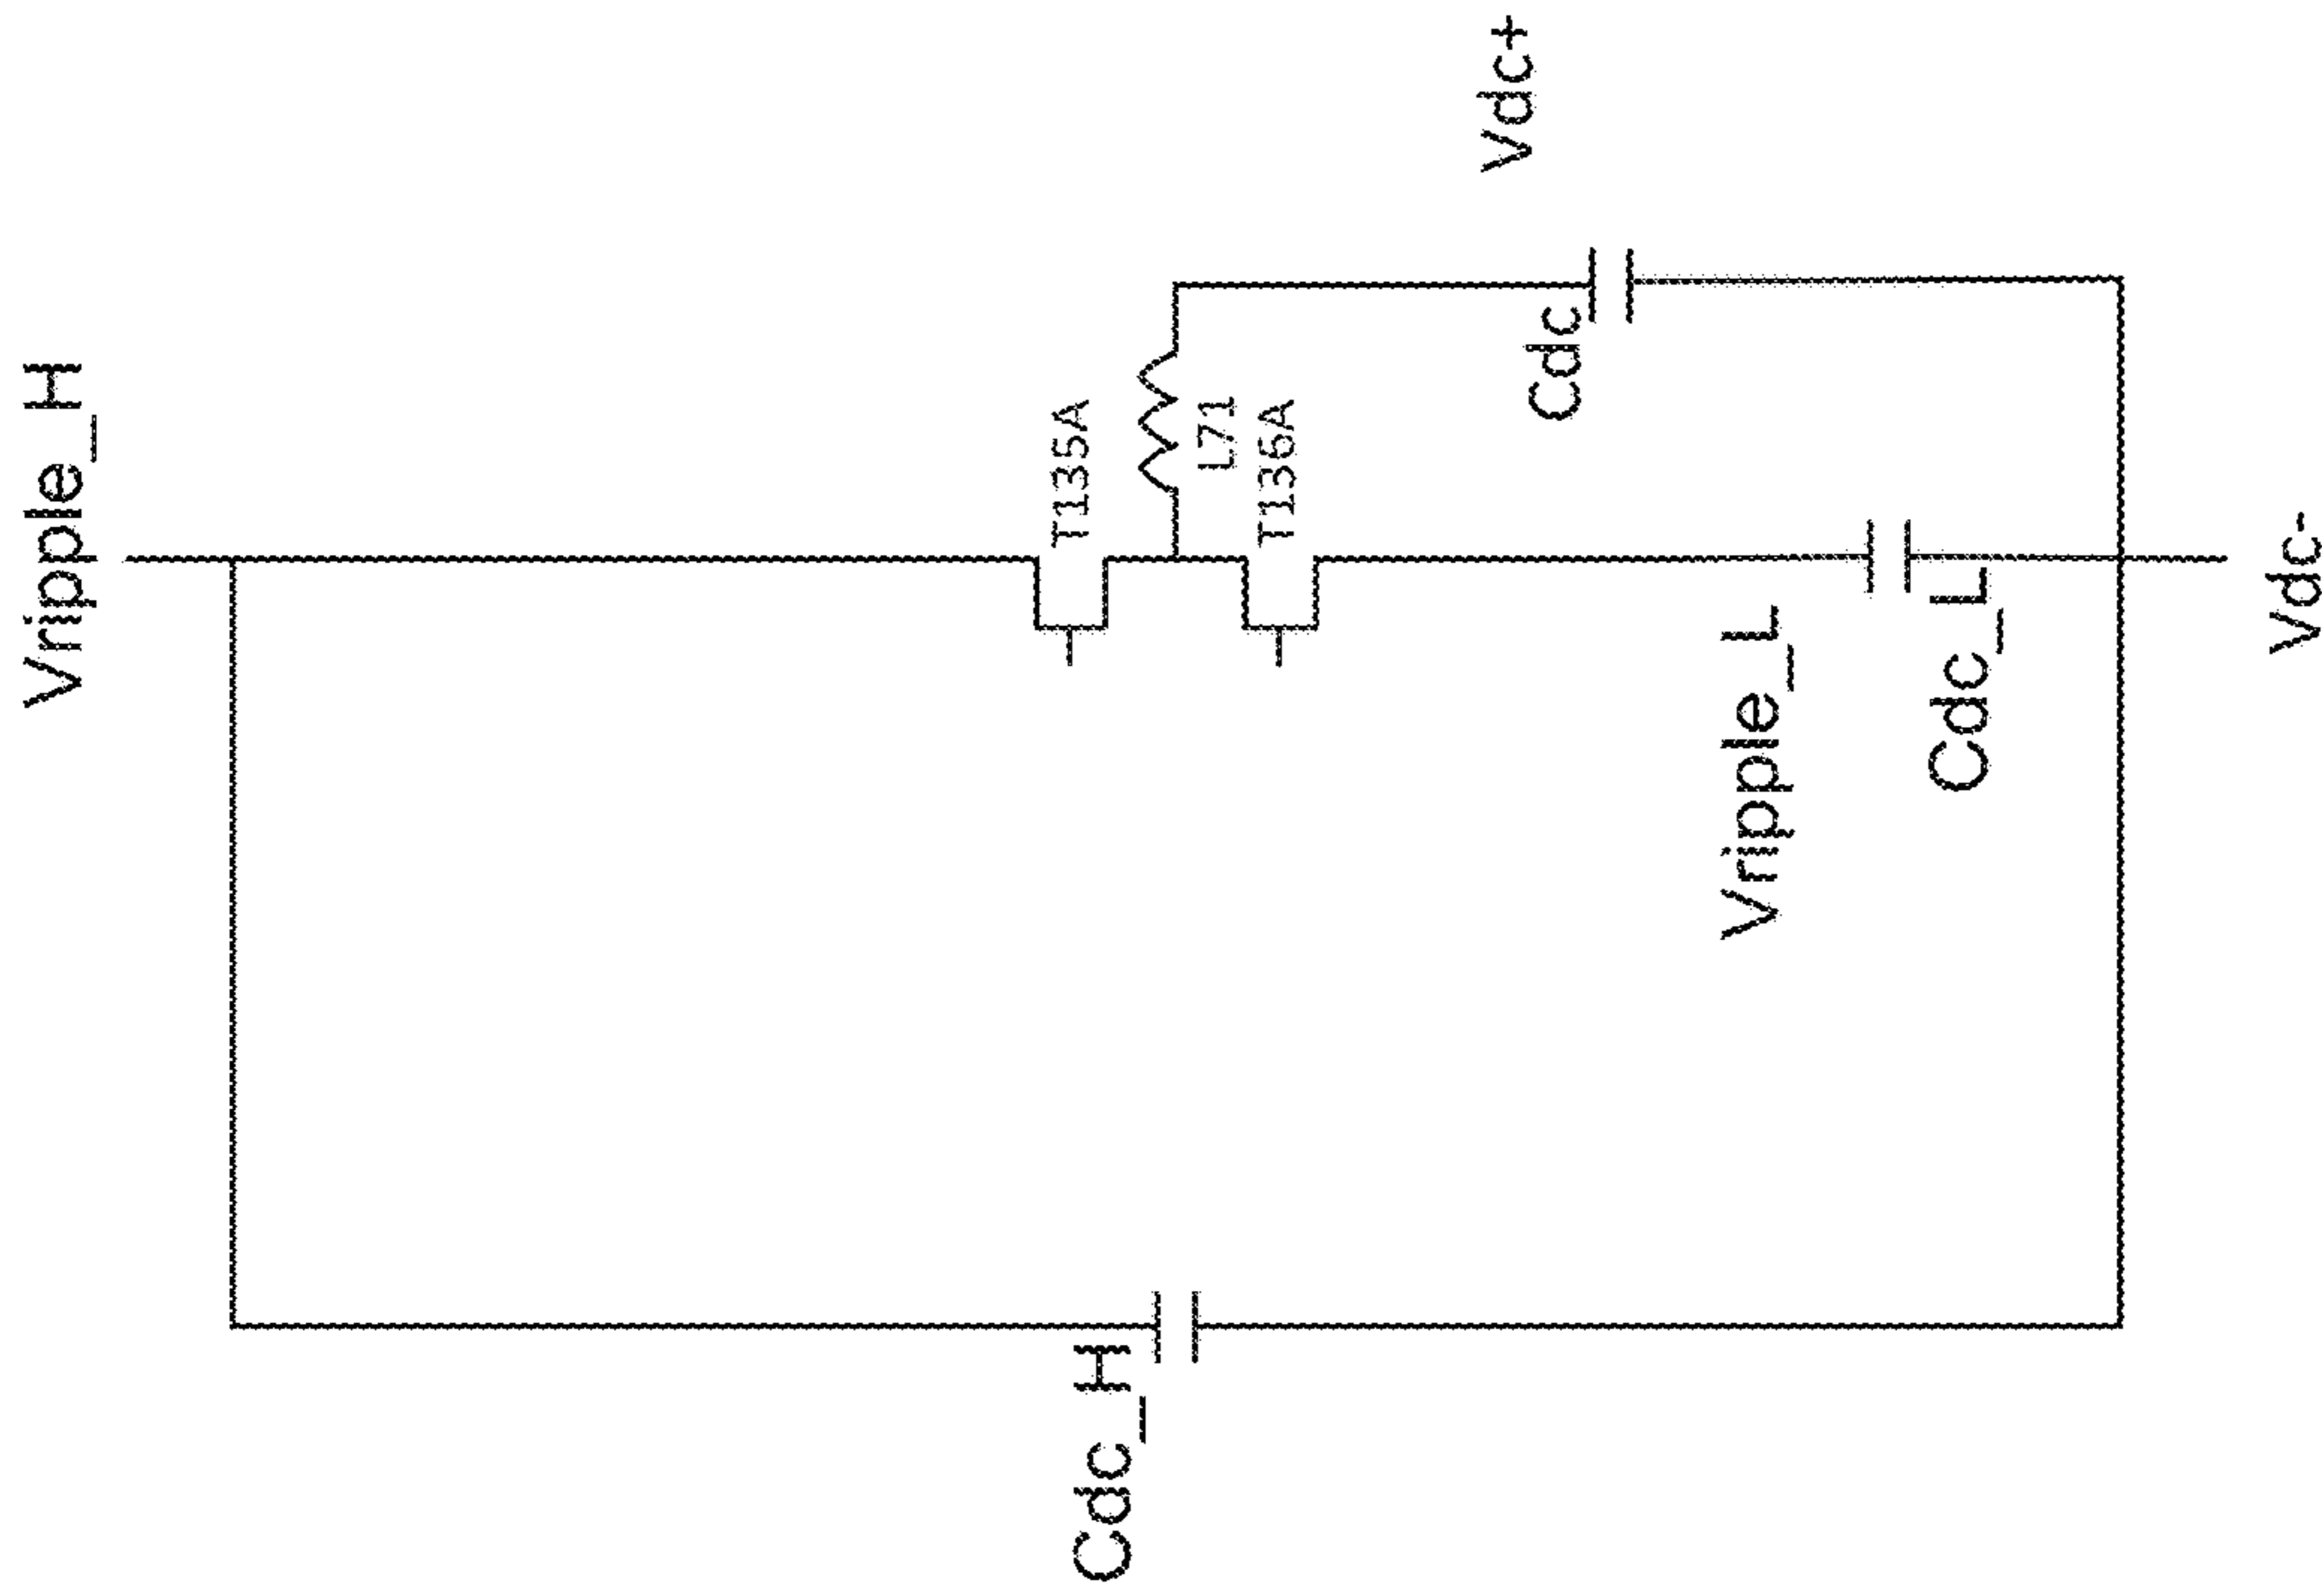 Vripple_H
Vdc+
T135A
L71
T136A
Cdc
Cdc_H
Vripple_L
Cdc_L
Vdc-